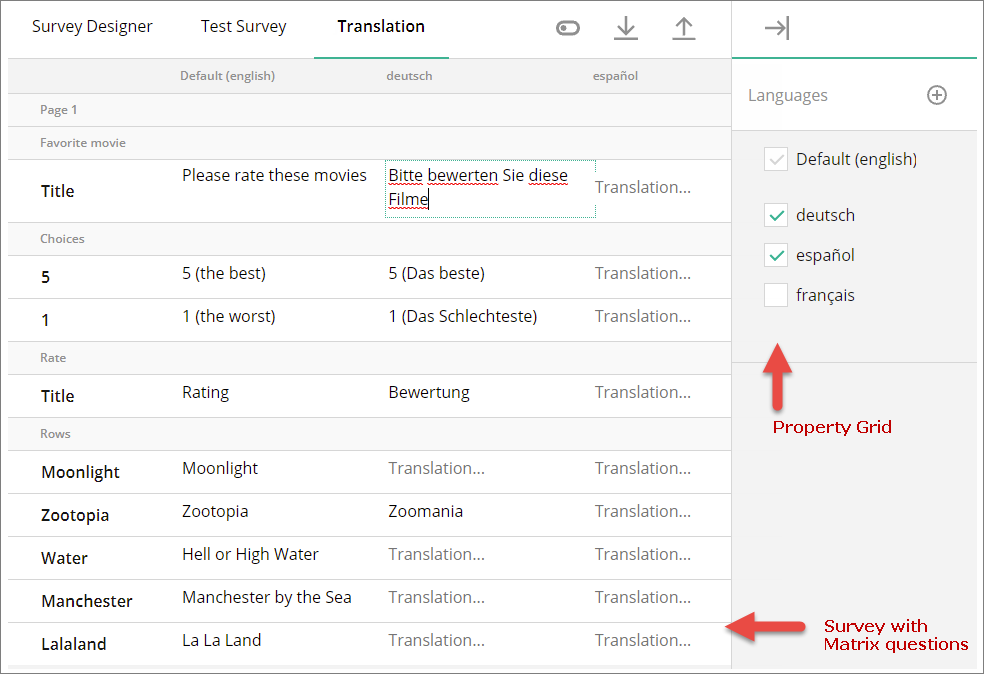 Survey Designer Test Survey Translation
Default (english) deutsch español
Languages
Page 1
Favorite movie
Default (english)
Title Please rate these movies Bitte bewerten Sie diese Translation...
Filme
deutsch
Choices
español
5 5 (the best) 5 (Das beste) Translation...
français
1 1 (the worst) 1 (Das Schlechteste) Translation...
Rate
Title Rating Bewertung Translation...
Property Grid
Rows
Moonlight Moonlight Translation... Translation...
Zootopia Zootopia Zoomania Translation...
Water Hell or High Water Translation... Translation...
Manchester Manchester by the Sea Translation... Translation...
Survey with
Matrix questions
Lalaland La La Land Translation... Translation...